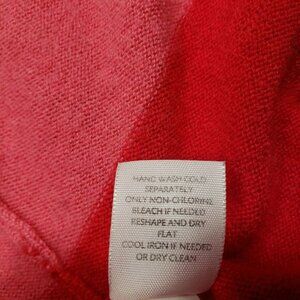 HAND WASH COLD
SEPARATELY
ONLY NON-CHLORINE
BLEACH IF NEEDED
RESHAPE AND DRY
FLAT
COOL IRON IF NEEDED
OR DRY CLEAN